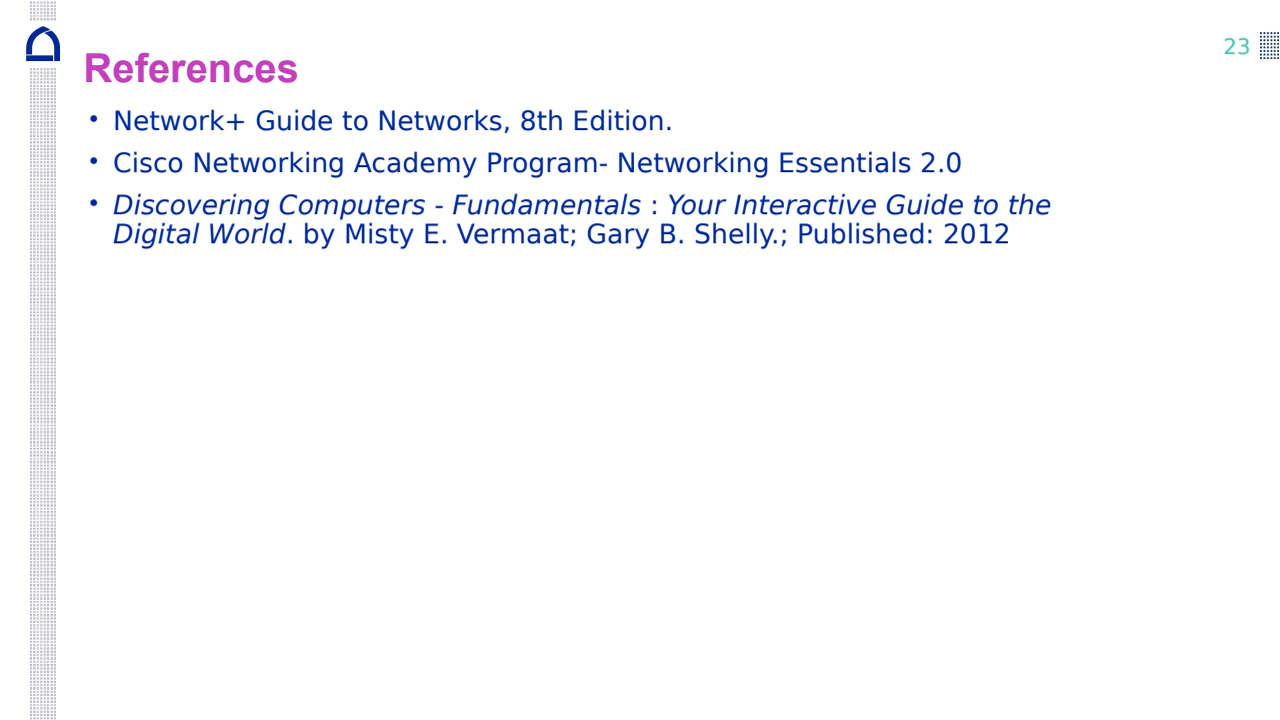 23
References
• Network+ Guide to Networks, 8th Edition.
• Cisco Networking Academy Program- Networking Essentials 2.0
• Discovering Computers - Fundamentals : Your Interactive Guide to the
Digital World. by Misty E. Vermaat; Gary B. Shelly.; Published: 2012